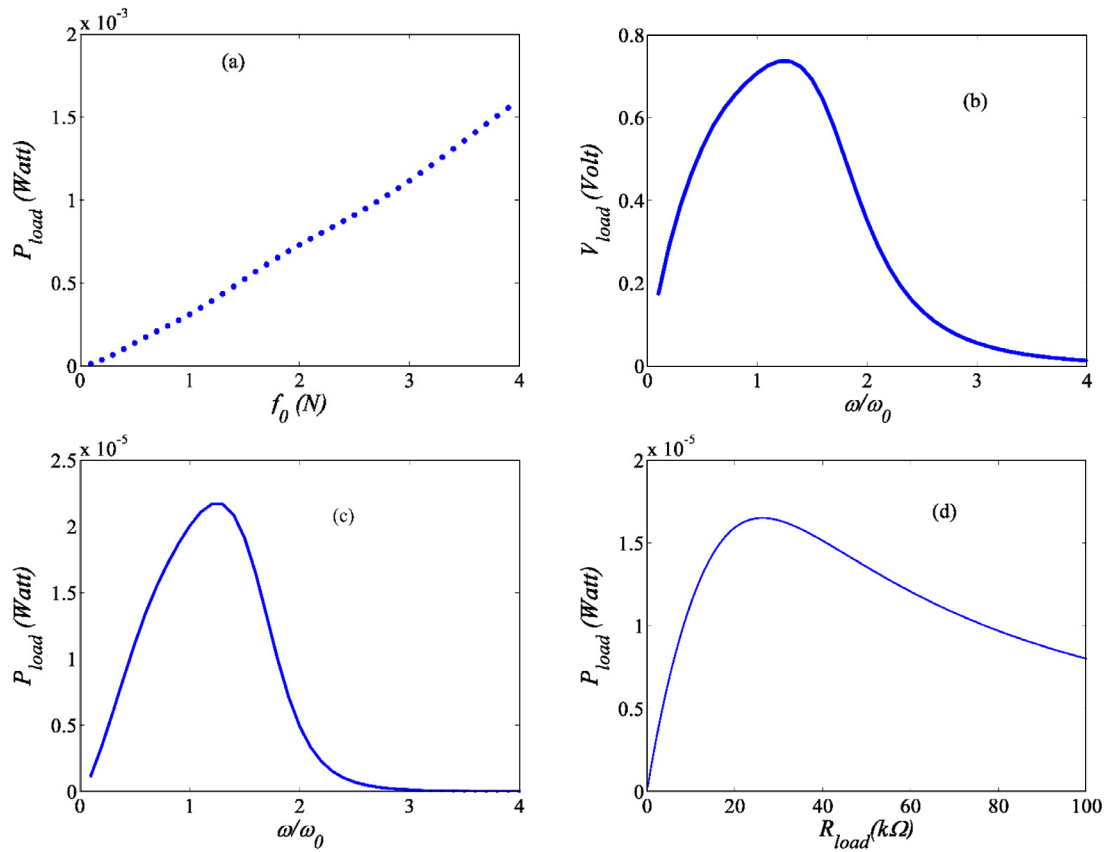 x 10-3
2
1.5
1
0.5
0
P_load (Watt)
(a)
0 1 2 3 4
f_0 (N)
0.8
0.6
0.4
0.2
0
V_load (Volt)
(b)
0 1 2 3 4
ω/ω_0
x 10-5
2.5
2
1.5
1
0.5
0
P_load (Watt)
(c)
0 1 2 3 4
ω/ω_0
x 10-5
2
1.5
1
0.5
0
P_load (Watt)
(d)
0 20 40 60 80 100
R_load(kΩ)